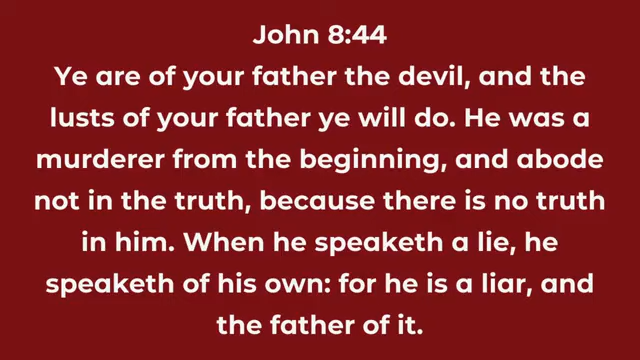 John 8:44
Ye are of your father the devil, and the
lusts of your father ye will do. He was a
murderer from the beginning, and abode
not in the truth, because there is no truth
in him. When he speaketh a lie, he
speaketh of his own: for he is a liar, and
the father of it.